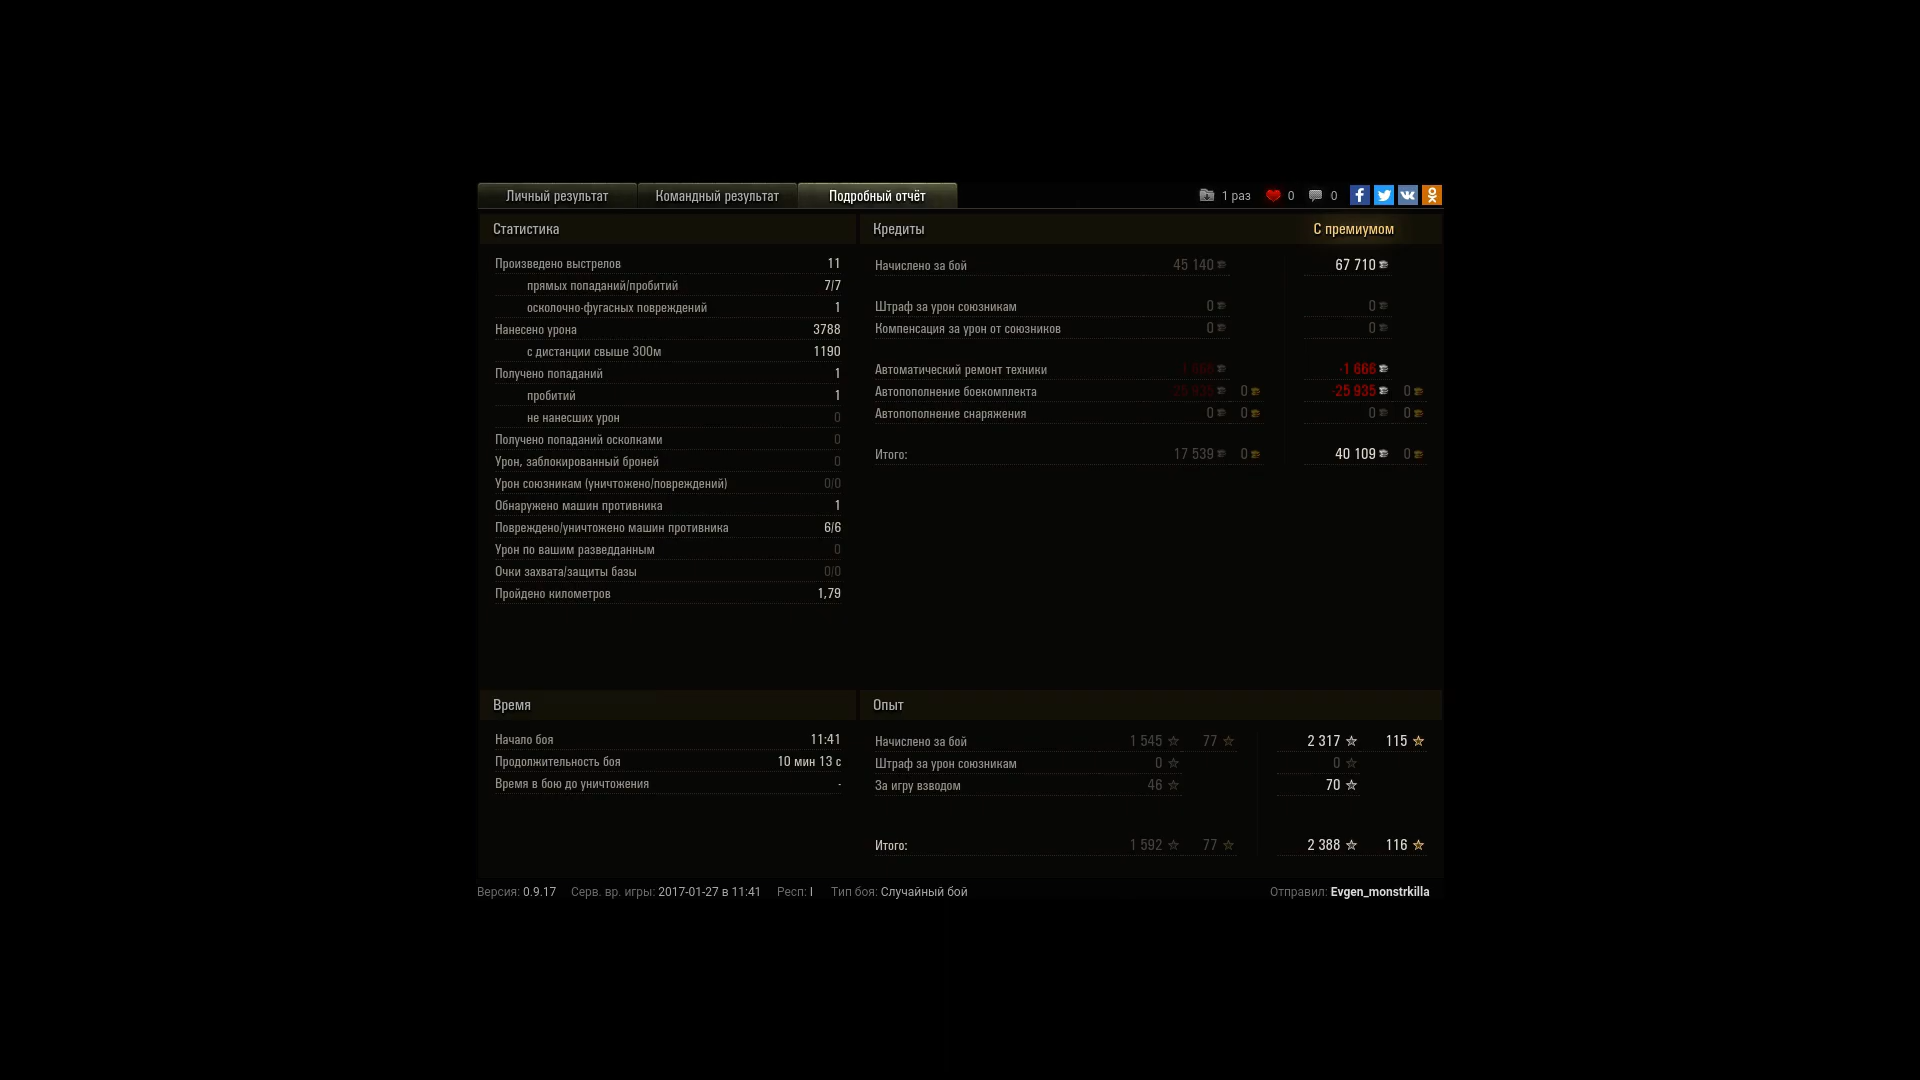 Личный результат Командный результат Подробный отчёт 1 раз 0 0
Статистика
Произведено выстрелов 11
прямых попаданий/пробитий 7/7
осколочно-фугасных повреждений 1
Нанесено урона 3788
с дистанции свыше 300м 1190
Получено попаданий 1
пробитий 1
не нанесших урон 0
Получено попаданий осколками 0
Урон, заблокированный броней 0
Урон союзникам (уничтожено/повреждений) 0/0
Обнаружено машин противника 1
Повреждено/уничтожено машин противника 6/6
Урон по вашим разведданным 0
Очки захвата/защиты базы 0/0
Пройдено километров 1,79
Кредиты С премиумом
Начислено за бой 45 140 67 710
Штраф за урон союзникам 0 0
Компенсация за урон от союзников 0 0
Автоматический ремонт техники -1 666 -1 666
Автопополнение боекомплекта -25 935 0 -25 935 0
Автопополнение снаряжения 0 0 0 0
Итого: 17 539 0 40 109 0
Время
Начало боя 11:41
Продолжительность боя 10 мин 13 с
Время в бою до уничтожения -
Опыт
Начислено за бой 1 545 77 2 317 115
Штраф за урон союзникам 0 0
За игру взводом 46 70
Итого: 1 592 77 2 388 116
Версия: 0.9.17 Серв. вр. игры: 2017-01-27 в 11:41 Респ: I Тип боя: Случайный бой Отправил: Evgen_monstrkilla